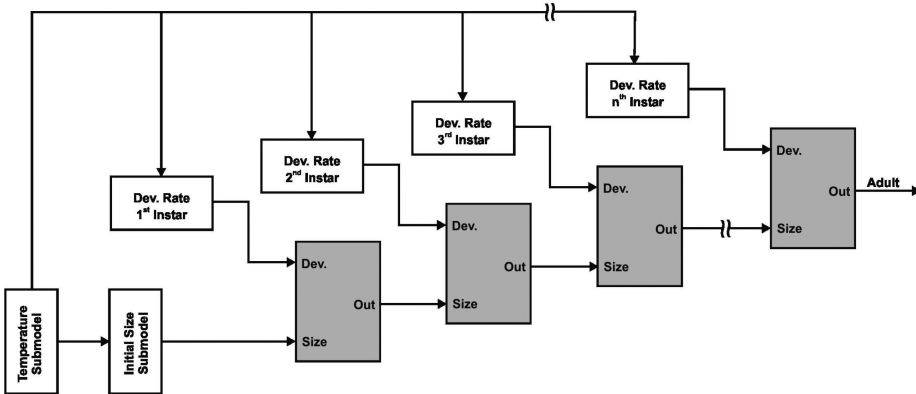 Temperature
Submodel
Initial Size
Submodel
Dev. Rate
1st Instar
Dev. Rate
2nd Instar
Dev. Rate
3rd Instar
Dev. Rate
nth Instar
Dev.
Out
Size
Dev.
Out
Size
Dev.
Out
Size
Dev.
Out
Size
Adult